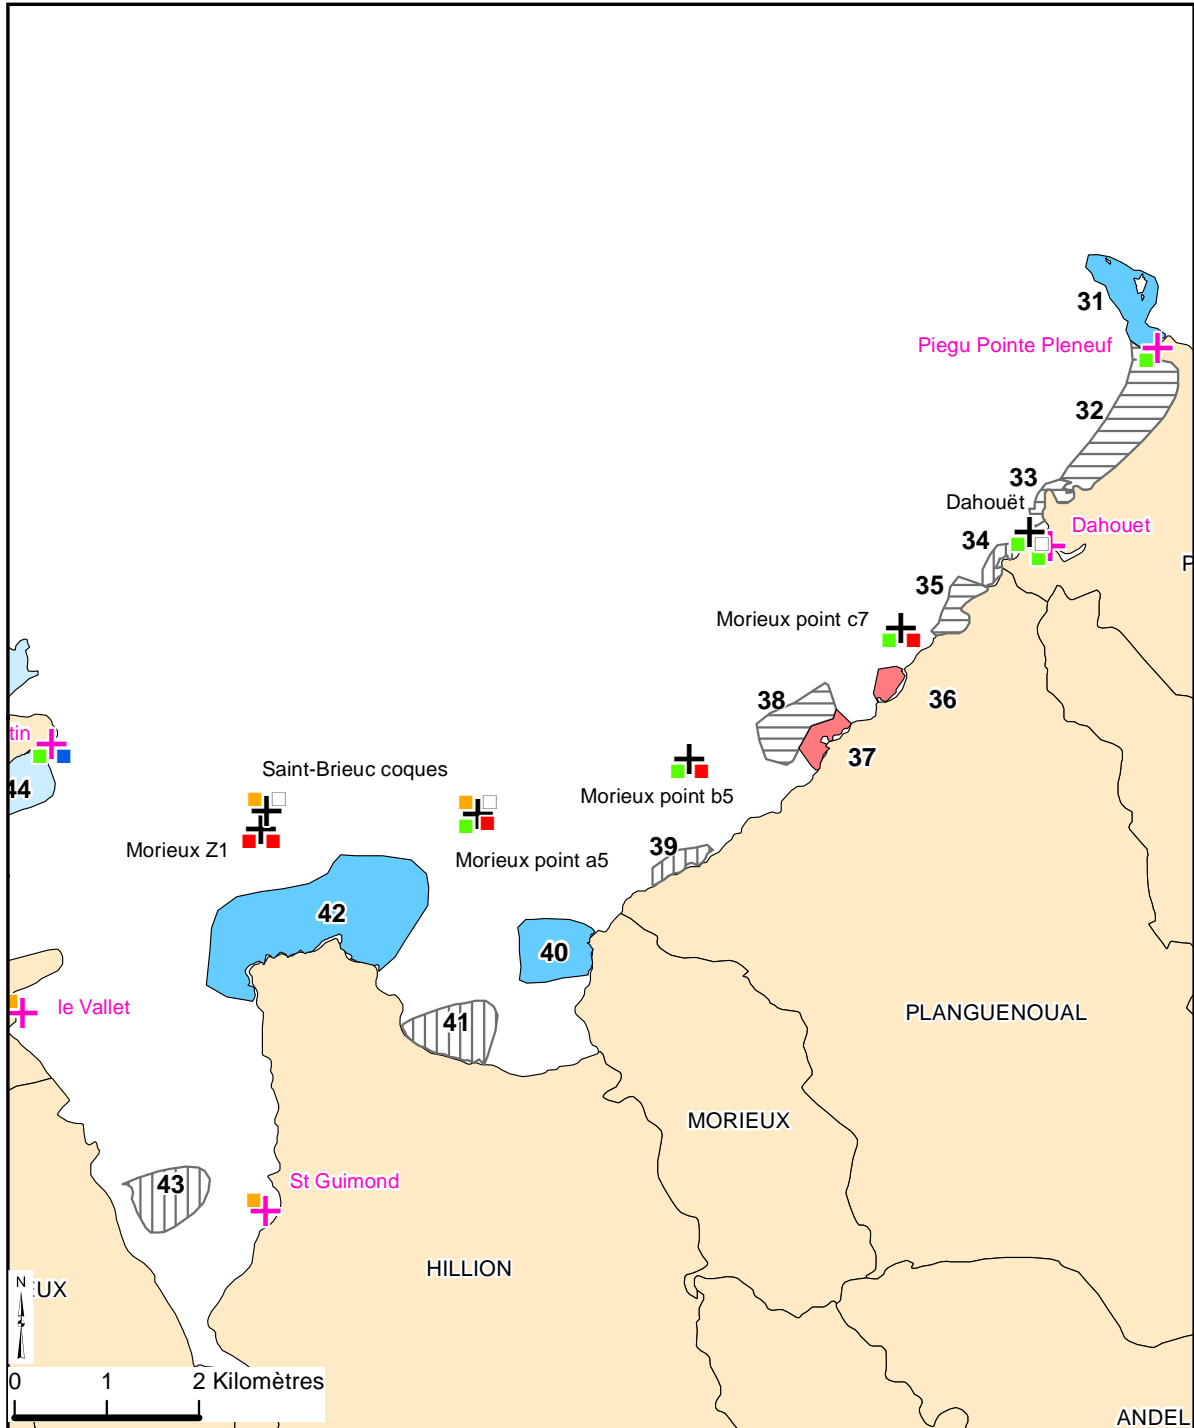 31
Piegu Pointe Pleneuf
32
33
Dahouët
Dahouet
34
P
35
Morieux point c7
36
38
tin
37
Saint-Brieuc coques
44
Morieux point b5
Morieux Z1
39
Morieux point a5
42
40
le Vallet
41
PLANGUENOUAL
MORIEUX
43
St Guimond
HILLION
N
EUX
0 1 2 Kilomètres
ANDEL